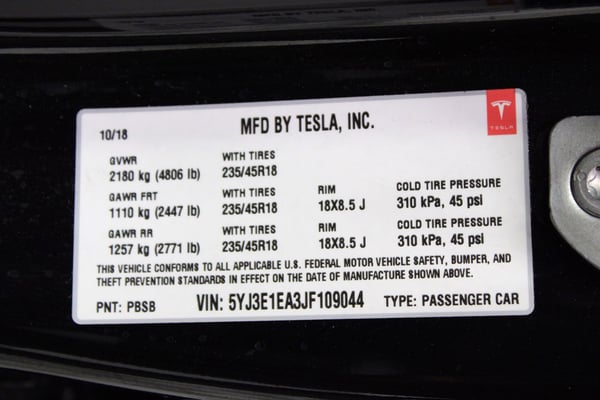 MFD BY TESLA, INC.
10/18
TESLA
GVWR WITH TIRES
2180 kg (4806 lb) 235/45R18
GAWR FRT WITH TIRES RIM COLD TIRE PRESSURE
1110 kg (2447 lb) 235/45R18 18X8.5 J 310 kPa, 45 psi
GAWR RR WITH TIRES RIM COLD TIRE PRESSURE
1257 kg (2771 lb) 235/45R18 18X8.5 J 310 kPa, 45 psi
THIS VEHICLE CONFORMS TO ALL APPLICABLE U.S. FEDERAL MOTOR VEHICLE SAFETY, BUMPER, AND
THEFT PREVENTION STANDARDS IN EFFECT ON THE DATE OF MANUFACTURE SHOWN ABOVE.
PNT: PBSB VIN: 5YJ3E1EA3JF109044 TYPE: PASSENGER CAR